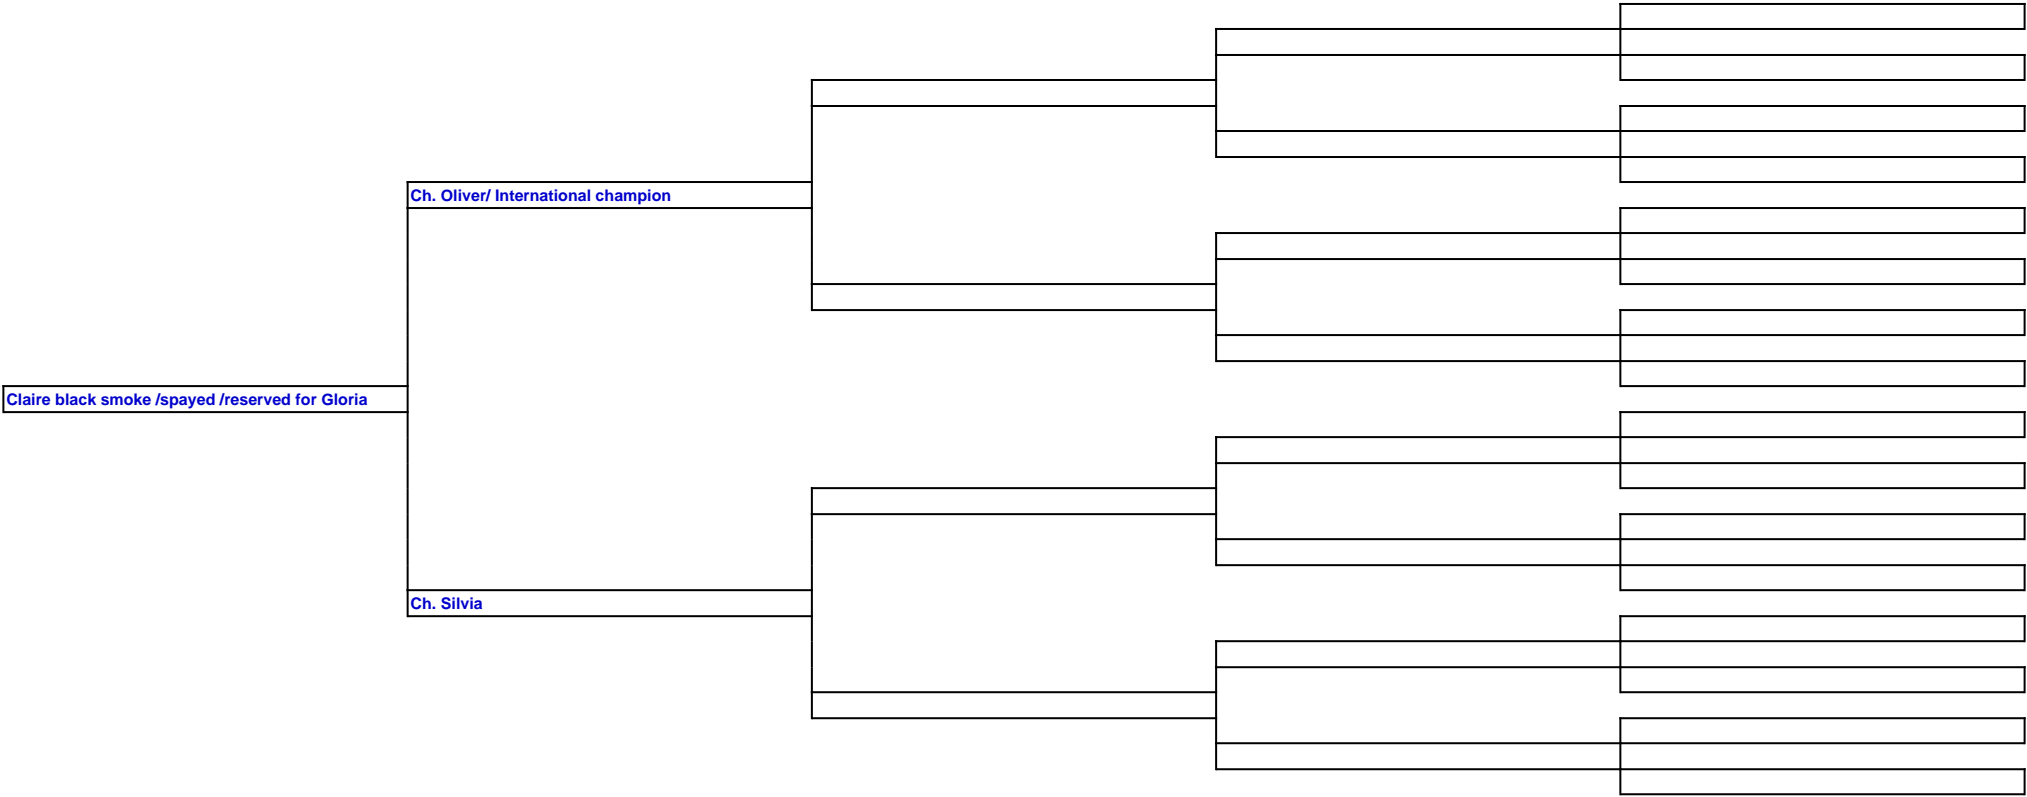 Ch. Oliver/ International champion
Claire black smoke /spayed /reserved for Gloria
Ch. Silvia